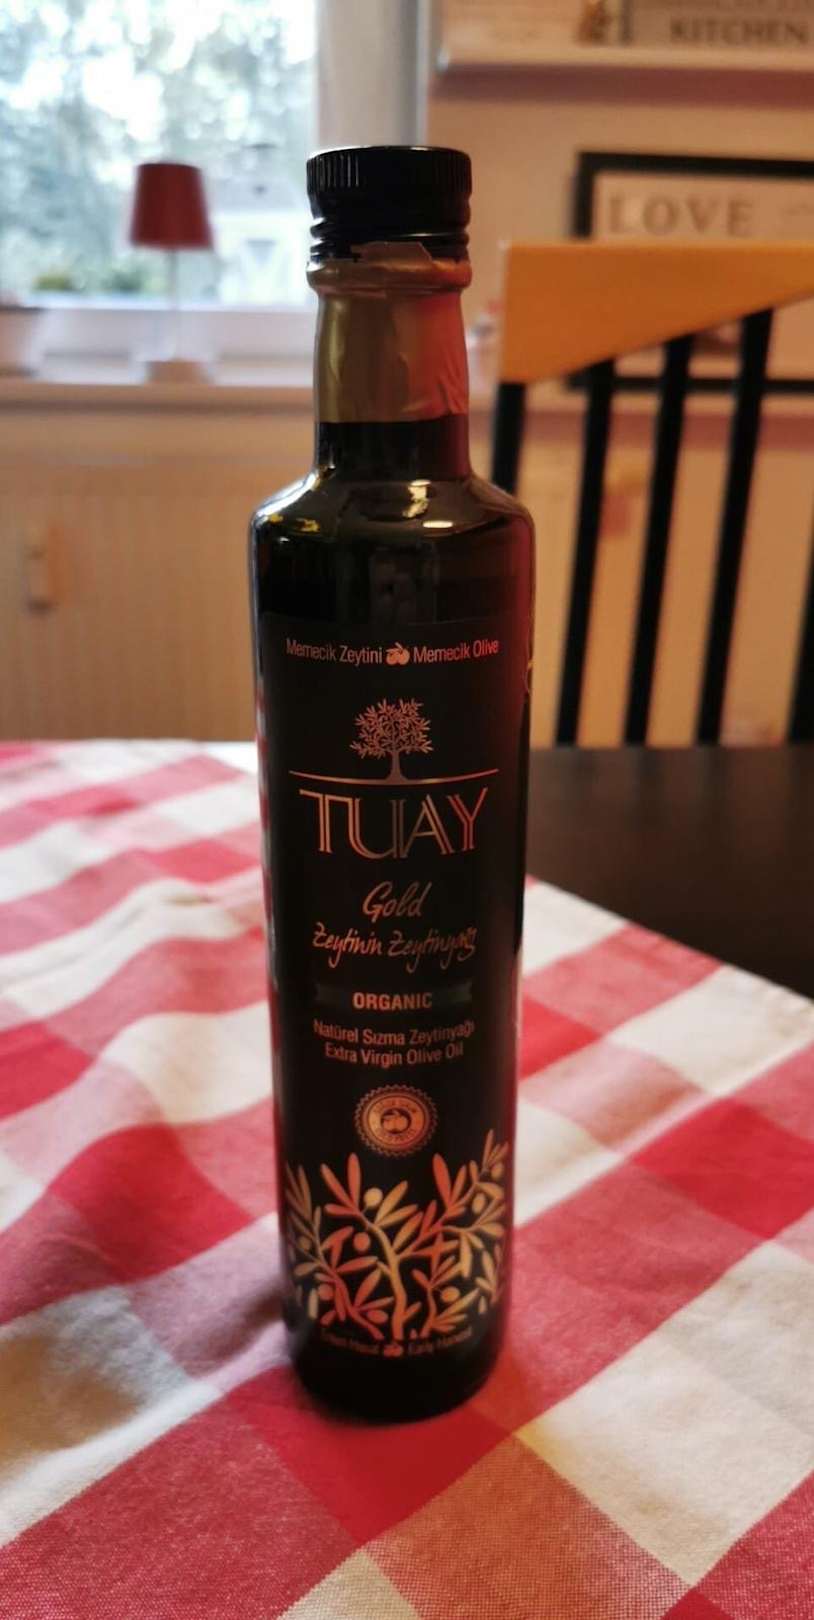 KITCHEN
LOVE
Memecik Zeytini Memecik Olive
TUAY
Gold
Zeytinin Zeytinyağı
ORGANIC
Natürel Sızma Zeytinyağı
Extra Virgin Olive Oil
Erken Hasat Early Harvest